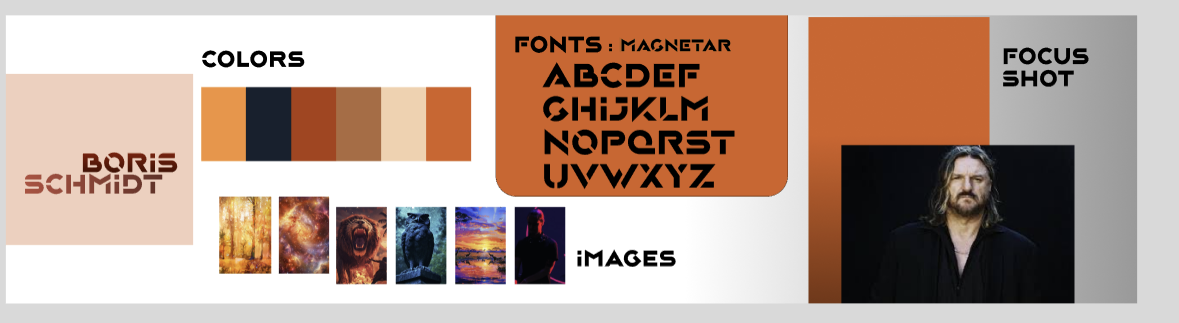 BORiS
SCHMiDT
COLORS
FONTS : MAGNETAR
ABCDEF
GHiJKLM
NOPQRST
UVWXYZ
iMAGES
FOCUS
SHOT